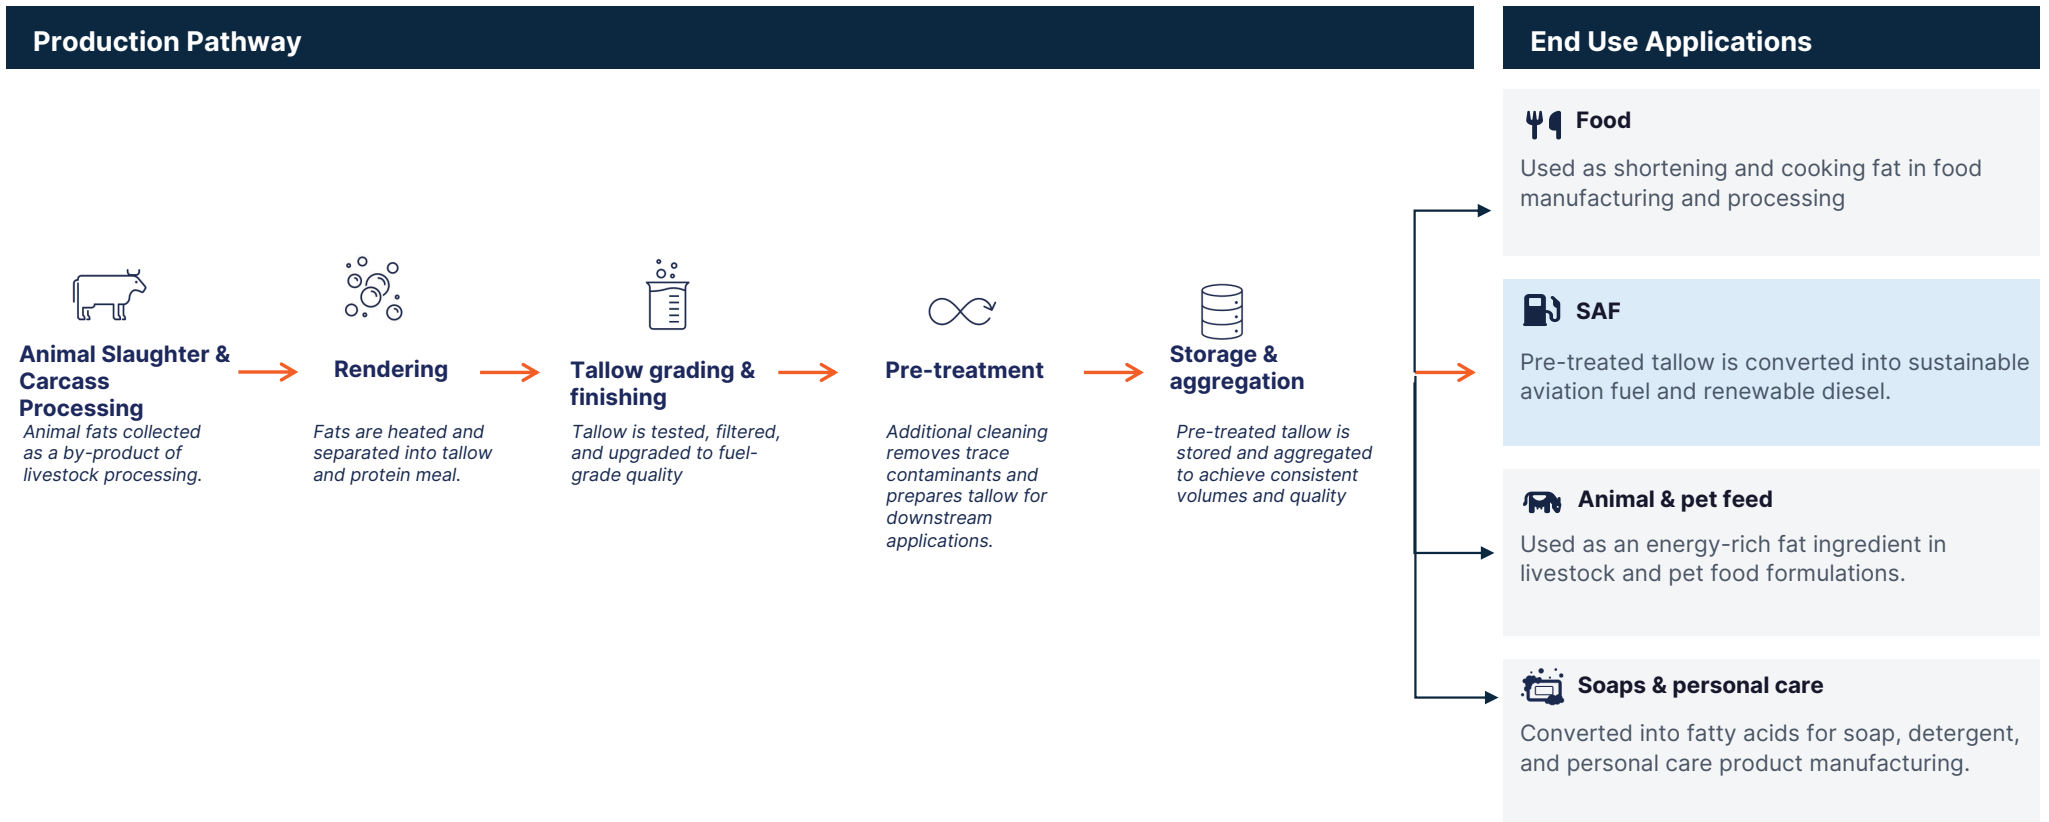 Production Pathway
End Use Applications
Animal Slaughter &
Carcass
Processing
Animal fats collected
as a by-product of
livestock processing.
Rendering
Fats are heated and
separated into tallow
and protein meal.
Tallow grading &
finishing
Tallow is tested, filtered,
and upgraded to fuel-
grade quality
Pre-treatment
Additional cleaning
removes trace
contaminants and
prepares tallow for
downstream
applications.
Storage &
aggregation
Pre-treated tallow is
stored and aggregated
to achieve consistent
volumes and quality
Food
Used as shortening and cooking fat in food
manufacturing and processing
SAF
Pre-treated tallow is converted into sustainable
aviation fuel and renewable diesel.
Animal & pet feed
Used as an energy-rich fat ingredient in
livestock and pet food formulations.
Soaps & personal care
Converted into fatty acids for soap, detergent,
and personal care product manufacturing.